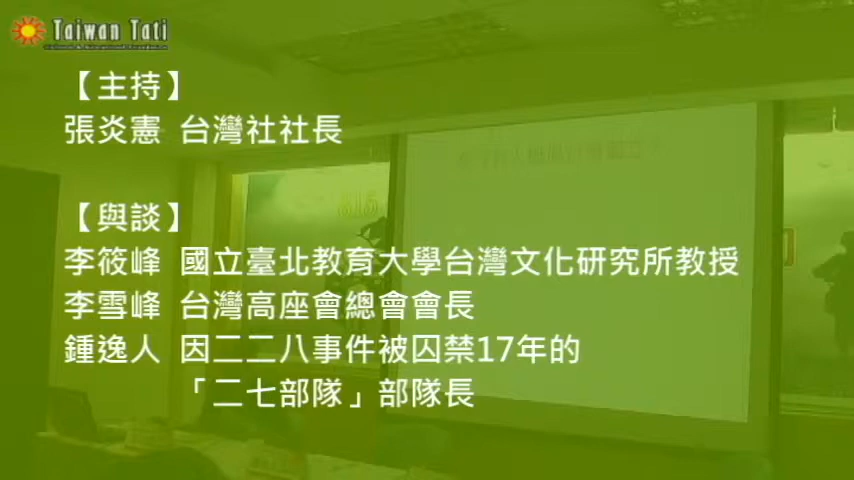 Taiwan Tati
【主持】
張炎憲 台灣社社長
【與談】
李筱峰 國立臺北教育大學台灣文化研究所教授
李雪峰 台灣高座會總會會長
鍾逸人 因二二八事件被囚禁17年的
「二七部隊」部隊長
815